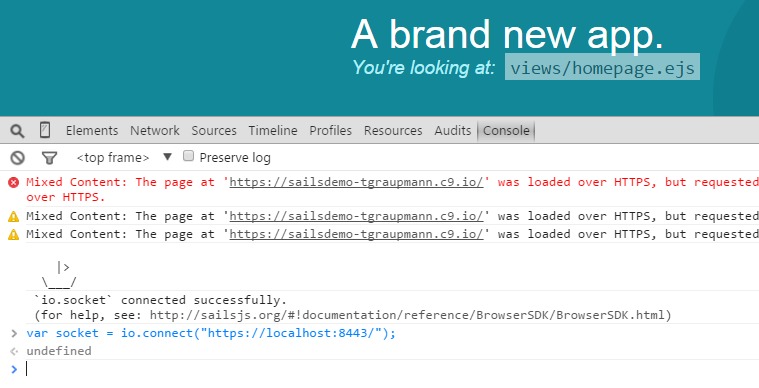 A brand new app.
You're looking at: views/homepage.ejs
Elements Network Sources Timeline Profiles Resources Audits Console
<top frame> ▼ Preserve log
Mixed Content: The page at 'https://sailsdemo-tgraupmann.c9.io/' was loaded over HTTPS, but requested
over HTTPS.
Mixed Content: The page at 'https://sailsdemo-tgraupmann.c9.io/' was loaded over HTTPS, but requested
Mixed Content: The page at 'https://sailsdemo-tgraupmann.c9.io/' was loaded over HTTPS, but requested
|>
\___/
`io.socket` connected successfully.
(for help, see: http://sailsjs.org/#!documentation/reference/BrowserSDK/BrowserSDK.html)
> var socket = io.connect("https://localhost:8443/");
undefined
>